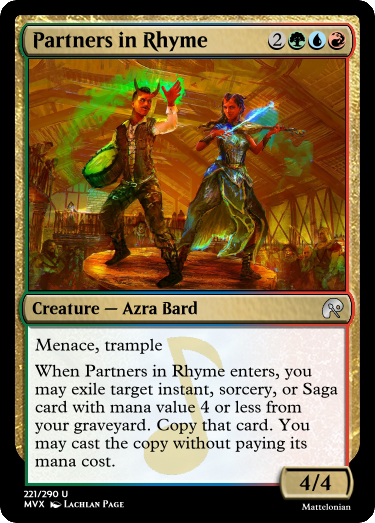 Partners in Rhyme 2
Creature — Azra Bard
Menace, trample
When Partners in Rhyme enters, you
may exile target instant, sorcery, or Saga
card with mana value 4 or less from
your graveyard. Copy that card. You
may cast the copy without paying its
mana cost.
4/4
221/290 U
MVX Lachlan Page
Mattelonian